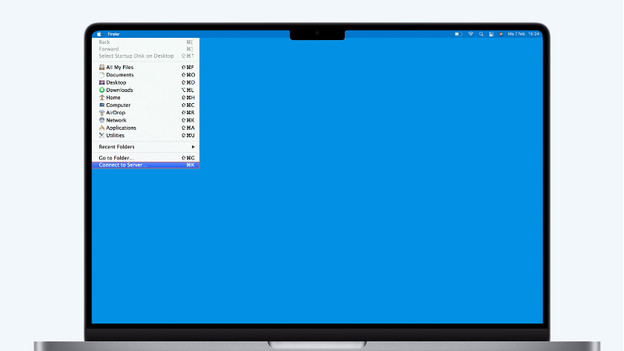 Finder
Mo 7 Feb 16:24
Back ⌘[
Forward ⌘]
Select Startup Disk on Desktop ⇧⌘↑
All My Files ⇧⌘F
Documents ⇧⌘O
Desktop ⇧⌘D
Downloads ⌥⌘L
Home ⇧⌘H
Computer ⇧⌘C
AirDrop ⇧⌘R
Network ⇧⌘K
Applications ⇧⌘A
Utilities ⇧⌘U
Recent Folders
Go to Folder... ⇧⌘G
Connect to Server... ⌘K